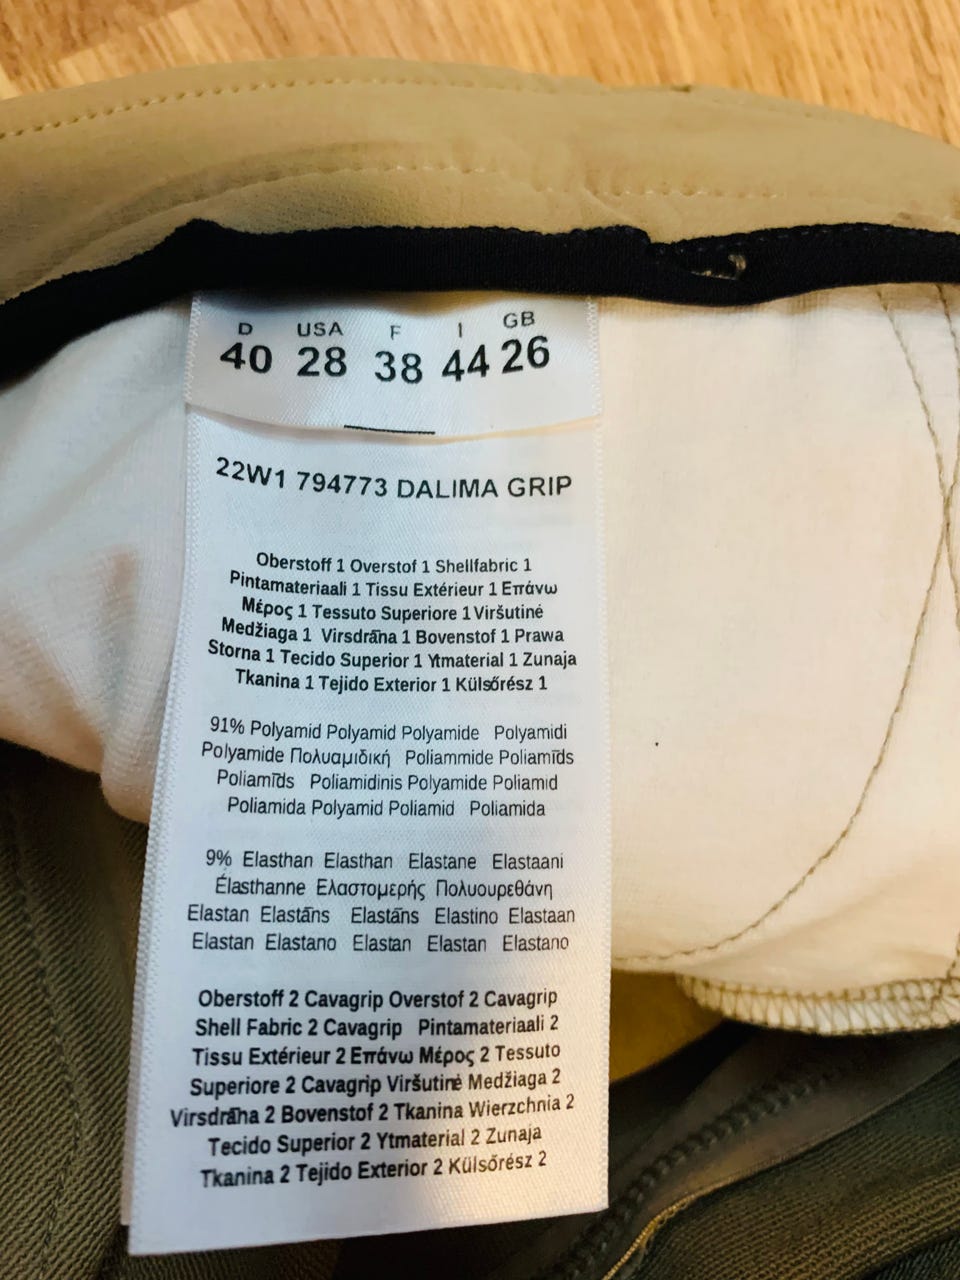 D USA F I GB
40 28 38 44 26
22W1 794773 DALIMA GRIP
Oberstoff 1 Overstof 1 Shellfabric 1
Pintamateriaali 1 Tissu Extérieur 1 Επάνω
Μέρος 1 Tessuto Superiore 1 Viršutinė
Medžiaga 1 Virsdrāna 1 Bovenstof 1 Prawa
Storna 1 Tecido Superior 1 Ytmaterial 1 Zunaja
Tkanina 1 Tejido Exterior 1 Külsőrész 1
91% Polyamid Polyamid Polyamide Polyamidi
Polyamide Πολυαμιδική Poliammide Poliamīds
Poliamīds Poliamidinis Polyamide Poliamid
Poliamida Polyamid Poliamid Poliamida
9% Elasthan Elasthan Elastane Elastaani
Élasthanne Ελαστομερής Πολυουρεθάνη
Elastan Elastāns Elastāns Elastino Elastaan
Elastan Elastano Elastan Elastan Elastano
Oberstoff 2 Cavagrip Overstof 2 Cavagrip
Shell Fabric 2 Cavagrip Pintamateriaali 2
Tissu Extérieur 2 Επάνω Μέρος 2 Tessuto
Superiore 2 Cavagrip Viršutinė Medžiaga 2
Virsdrāna 2 Bovenstof 2 Tkanina Wierzchnia 2
Tecido Superior 2 Ytmaterial 2 Zunaja
Tkanina 2 Tejido Exterior 2 Külsőrész 2